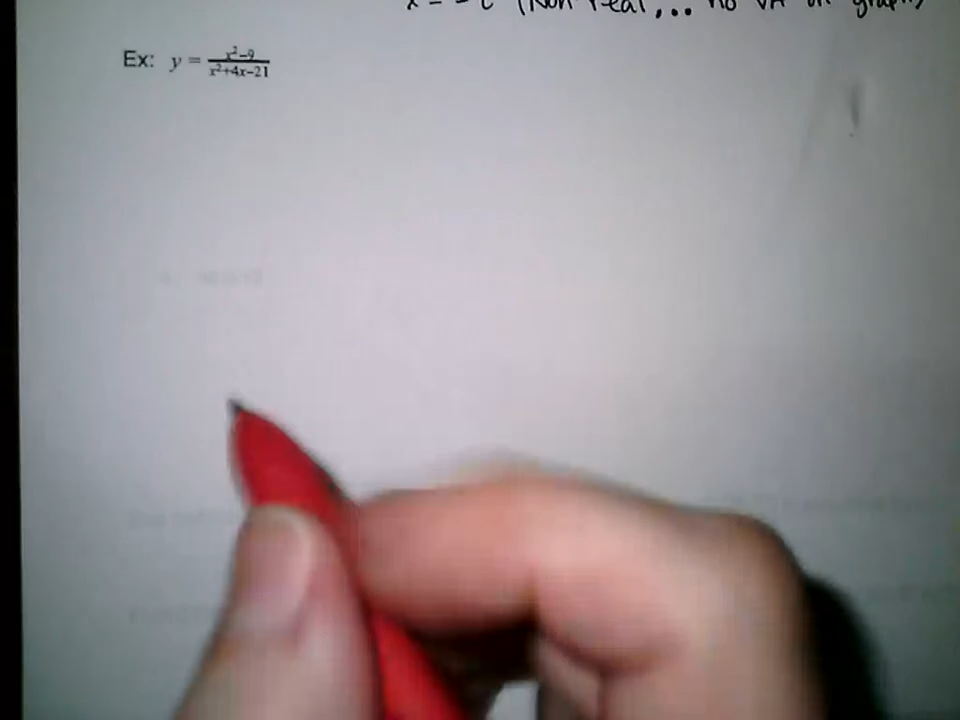 (Non real, ... no VA on graph)
Ex: y = x²−9 / x²+4x−21